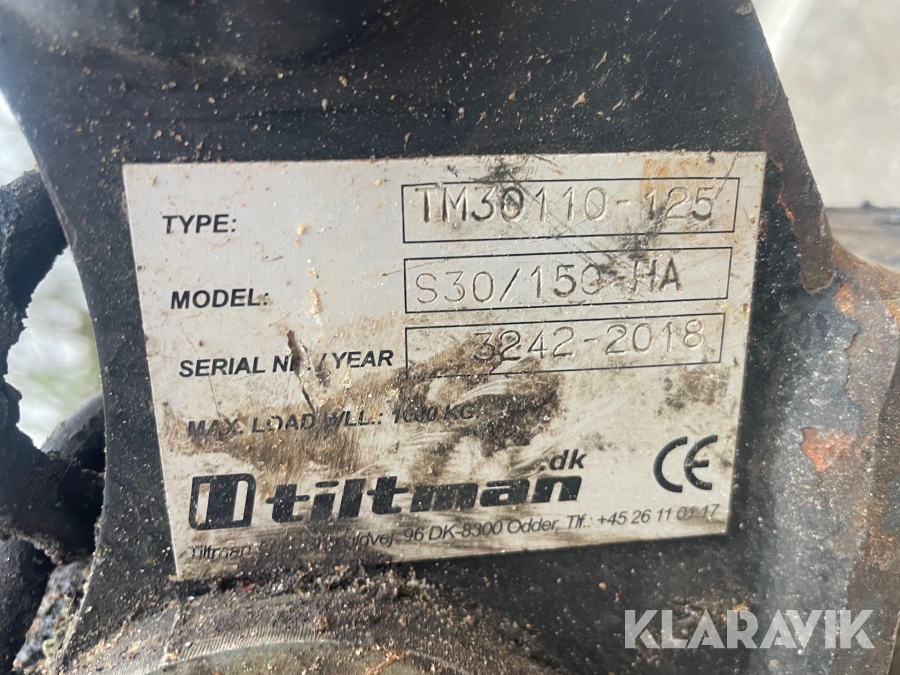 TYPE: TM30110-125
MODEL: S30/150-HA
SERIAL NR./YEAR 3242-2018
MAX. LOAD WLL.: 1000 KG
tiltman.dk CE
Tiltman 96 DK-8300 Odder, Tlf.: +45 26 11 01 17
KLARAVIK